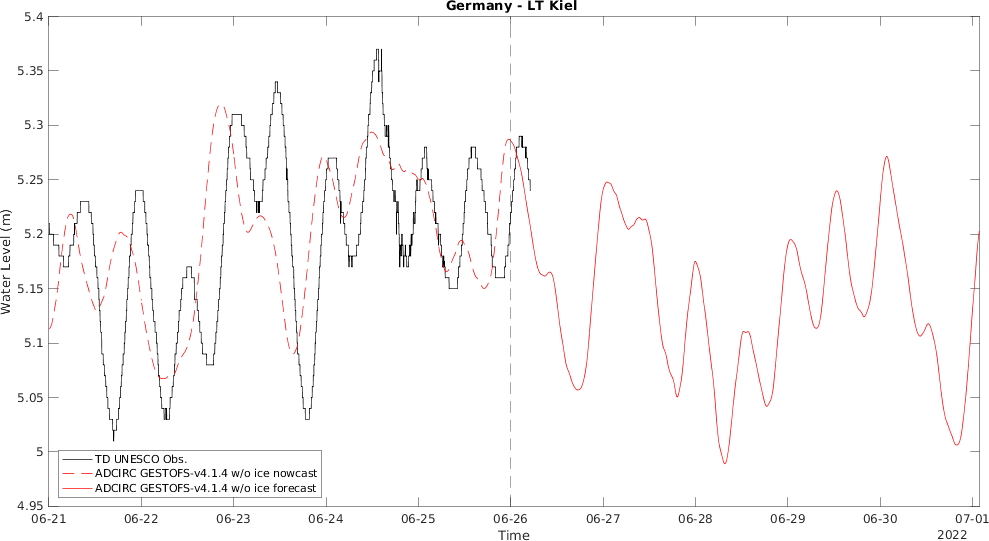 Germany - LT Kiel
5.4
5.35
5.3
5.25
5.2
5.15
5.1
5.05
5
4.95
Water Level (m)
TD UNESCO Obs.
ADCIRC GESTOFS-v4.1.4 w/o ice nowcast
ADCIRC GESTOFS-v4.1.4 w/o ice forecast
06-21 06-22 06-23 06-24 06-25 06-26 06-27 06-28 06-29 06-30 07-01
Time
2022